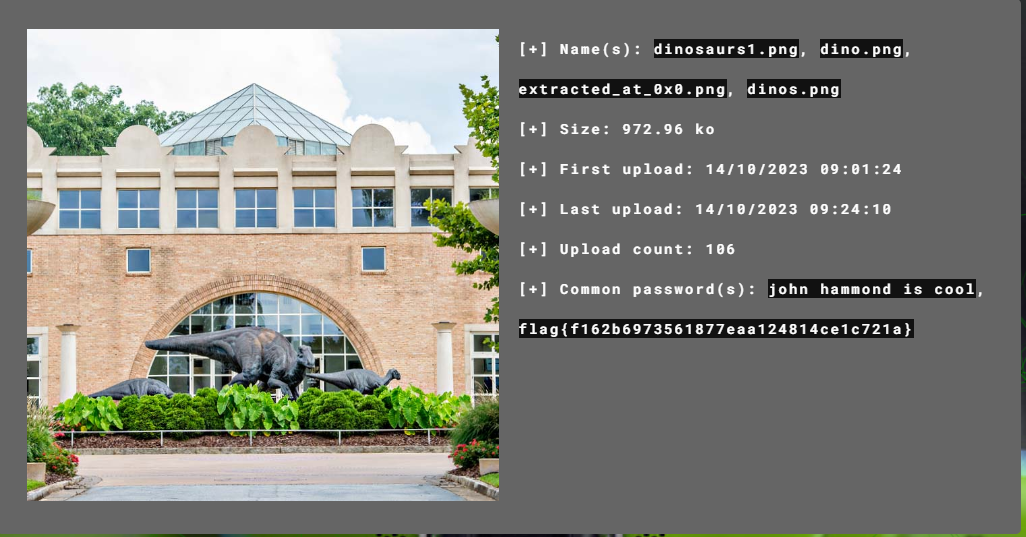 [+] Name(s): dinosaurs1.png, dino.png,
extracted_at_0x0.png, dinos.png
[+] Size: 972.96 ko
[+] First upload: 14/10/2023 09:01:24
[+] Last upload: 14/10/2023 09:24:10
[+] Upload count: 106
[+] Common password(s): john hammond is cool,
flag{f162b6973561877eaa124814ce1c721a}